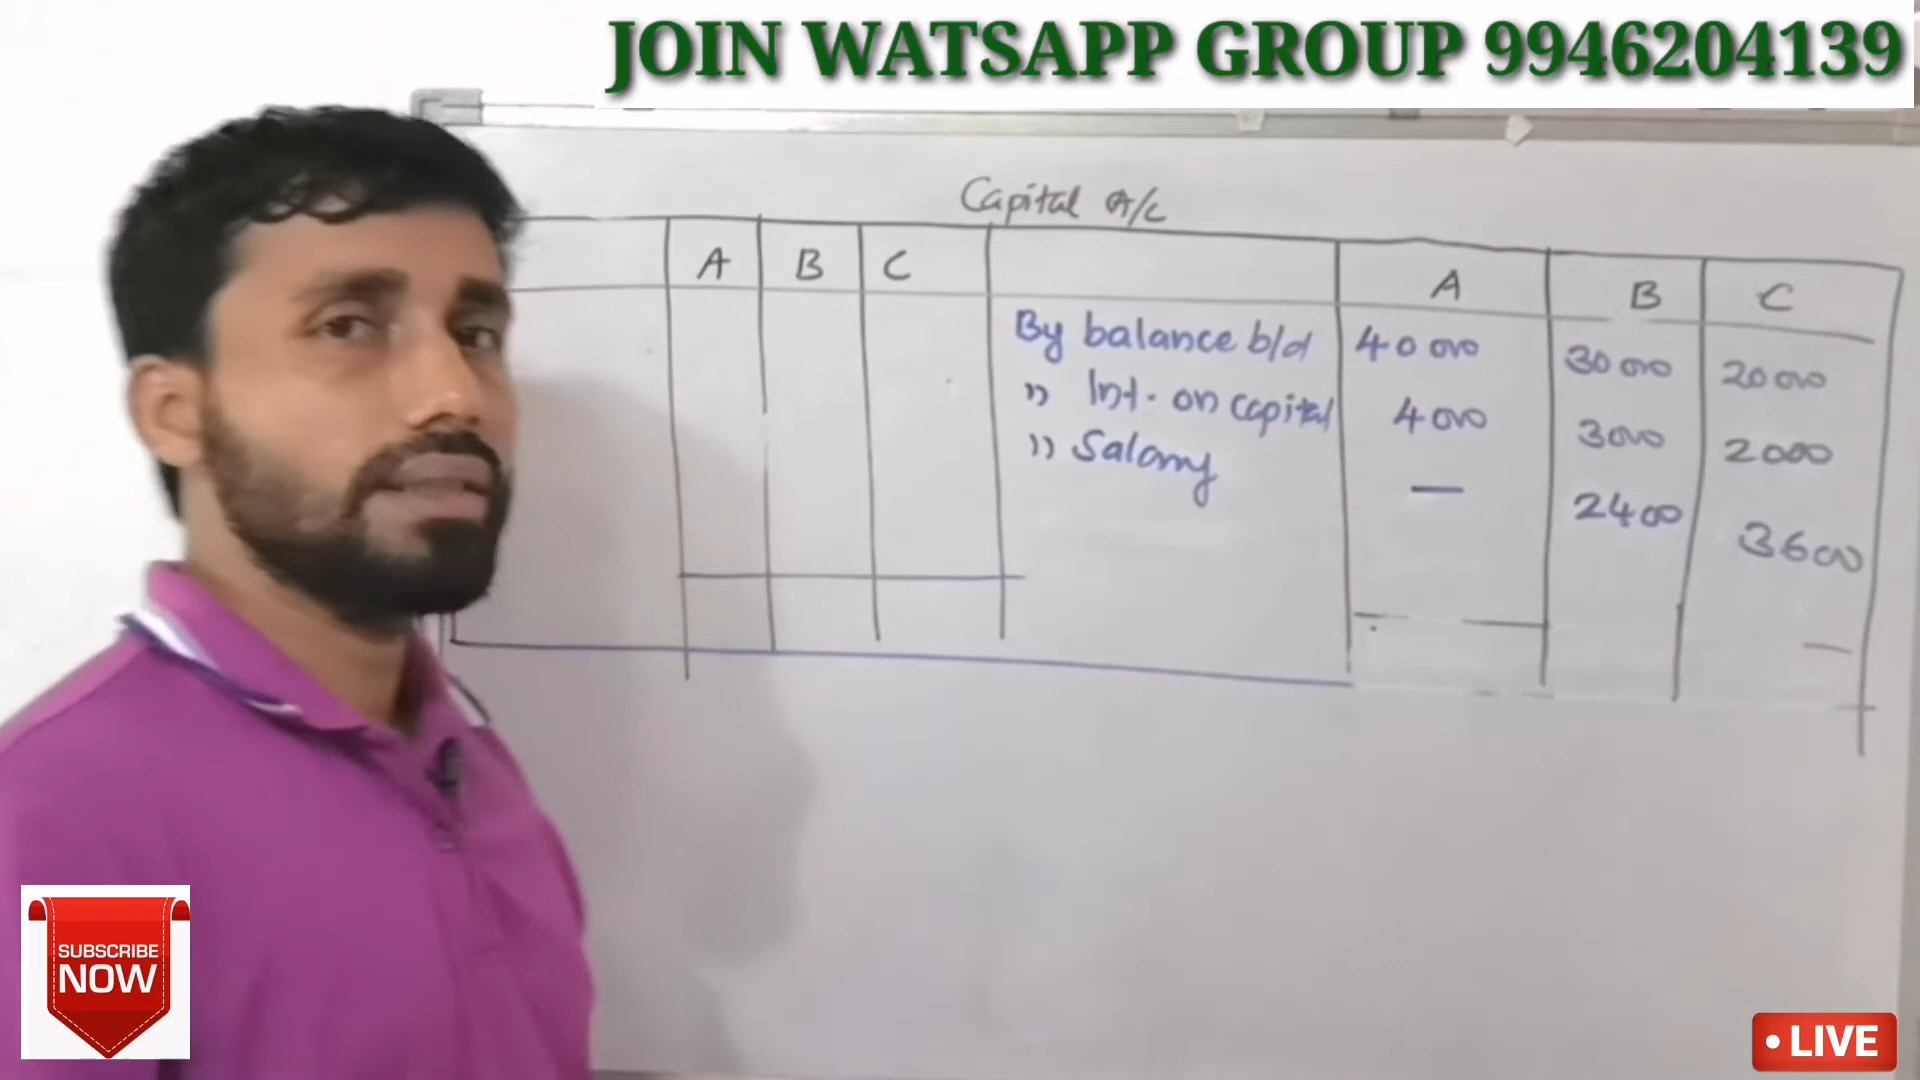 JOIN WATSAPP GROUP 9946204139
Capital A/C
A B C A B C
By balance b/d 40000 30000 20000
" Int. on capital 4000 3000 2000
" Salary — 2400 3600
SUBSCRIBE
NOW
LIVE